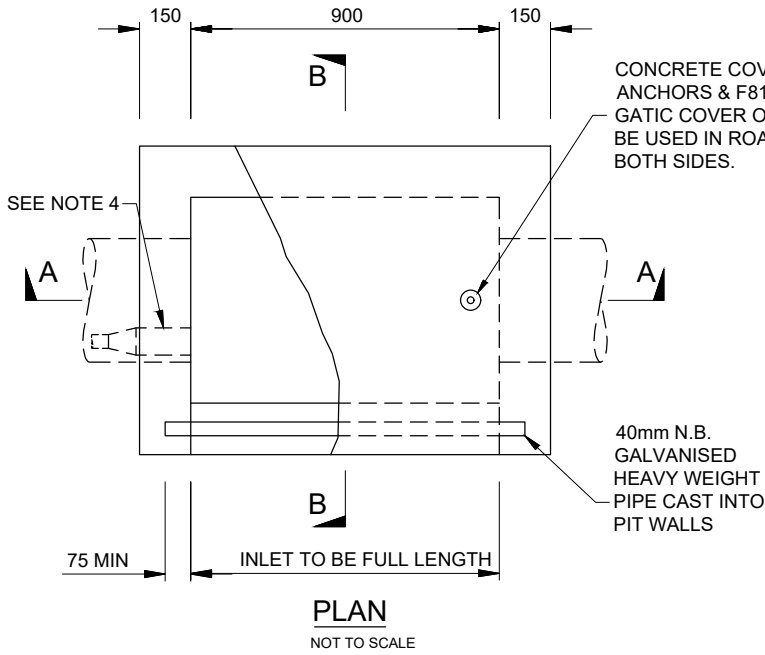 150
900
150
B
CONCRETE COV
ANCHORS & F81
GATIC COVER O
BE USED IN ROA
BOTH SIDES.
SEE NOTE 4
A
A
40mm N.B.
GALVANISED
HEAVY WEIGHT
PIPE CAST INTO
PIT WALLS
B
75 MIN
INLET TO BE FULL LENGTH
PLAN
NOT TO SCALE